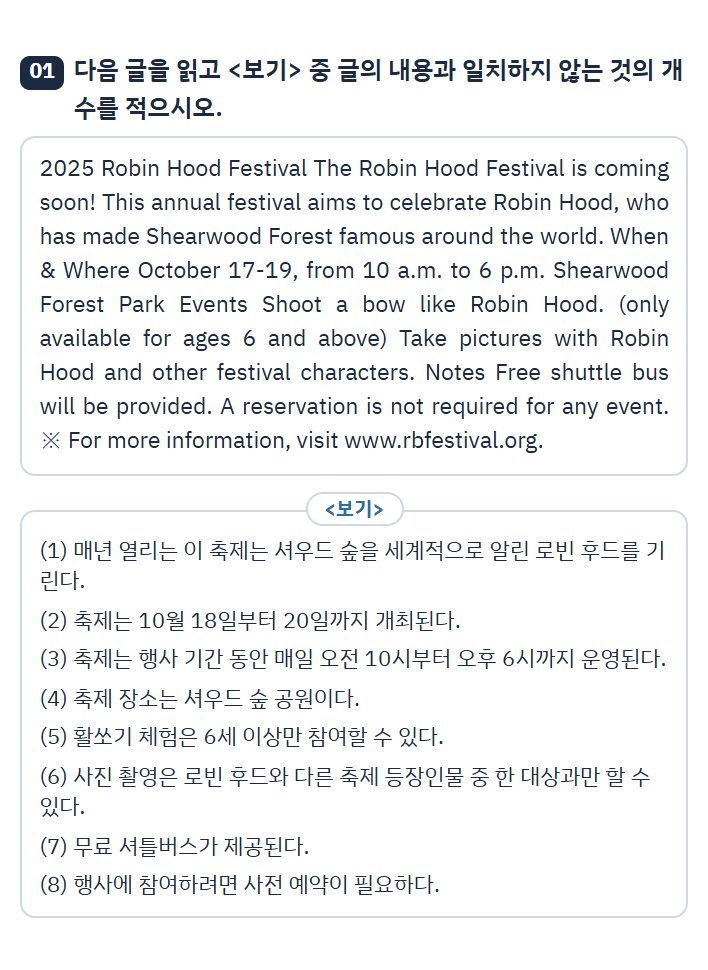 01 다음 글을 읽고 <보기> 중 글의 내용과 일치하지 않는 것의 개
수를 적으시오.
2025 Robin Hood Festival The Robin Hood Festival is coming
soon! This annual festival aims to celebrate Robin Hood, who
has made Shearwood Forest famous around the world. When
& Where October 17-19, from 10 a.m. to 6 p.m. Shearwood
Forest Park Events Shoot a bow like Robin Hood. (only
available for ages 6 and above) Take pictures with Robin
Hood and other festival characters. Notes Free shuttle bus
will be provided. A reservation is not required for any event.
※ For more information, visit www.rbfestival.org.
<보기>
(1) 매년 열리는 이 축제는 셔우드 숲을 세계적으로 알린 로빈 후드를 기
린다.
(2) 축제는 10월 18일부터 20일까지 개최된다.
(3) 축제는 행사 기간 동안 매일 오전 10시부터 오후 6시까지 운영된다.
(4) 축제 장소는 셔우드 숲 공원이다.
(5) 활쏘기 체험은 6세 이상만 참여할 수 있다.
(6) 사진 촬영은 로빈 후드와 다른 축제 등장인물 중 한 대상과만 할 수
있다.
(7) 무료 셔틀버스가 제공된다.
(8) 행사에 참여하려면 사전 예약이 필요하다.